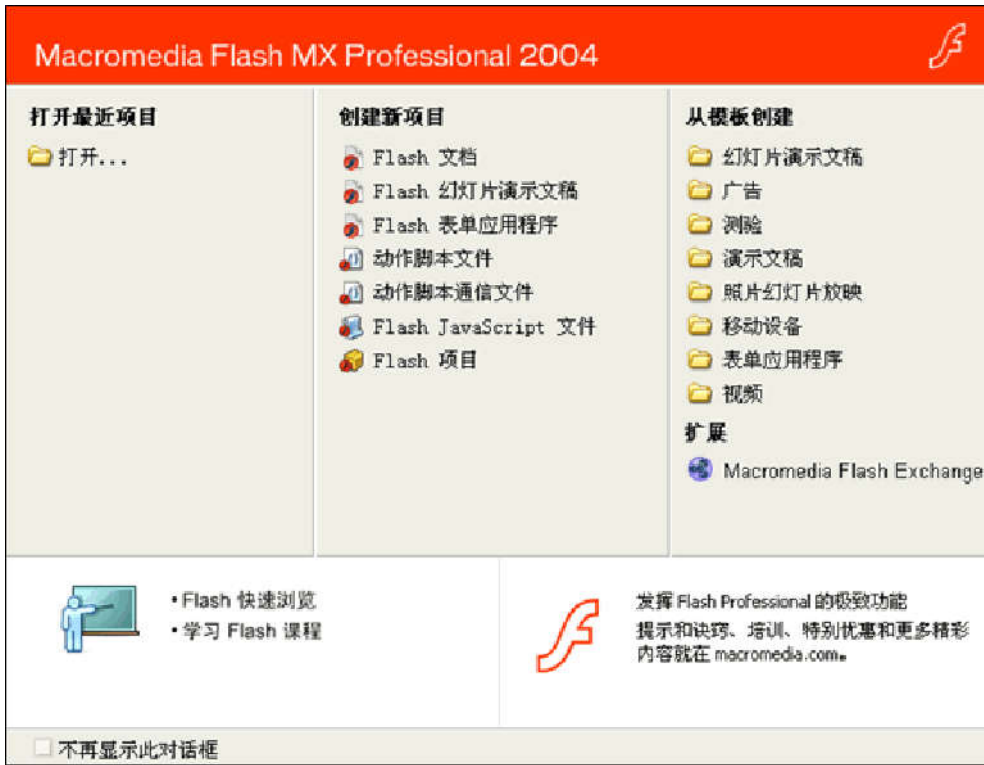 Macromedia Flash MX Professional 2004
打开最近项目
打开...
创建新项目
Flash 文档
Flash 幻灯片演示文稿
Flash 表单应用程序
动作脚本文件
动作脚本通信文件
Flash JavaScript 文件
Flash 项目
从模板创建
幻灯片演示文稿
广告
测验
演示文稿
照片幻灯片放映
移动设备
表单应用程序
视频
扩展
Macromedia Flash Exchange
• Flash 快速浏览
• 学习 Flash 课程
发挥 Flash Professional 的极致功能
提示和诀窍、培训、特别优惠和更多精彩
内容就在 macromedia.com。
不再显示此对话框